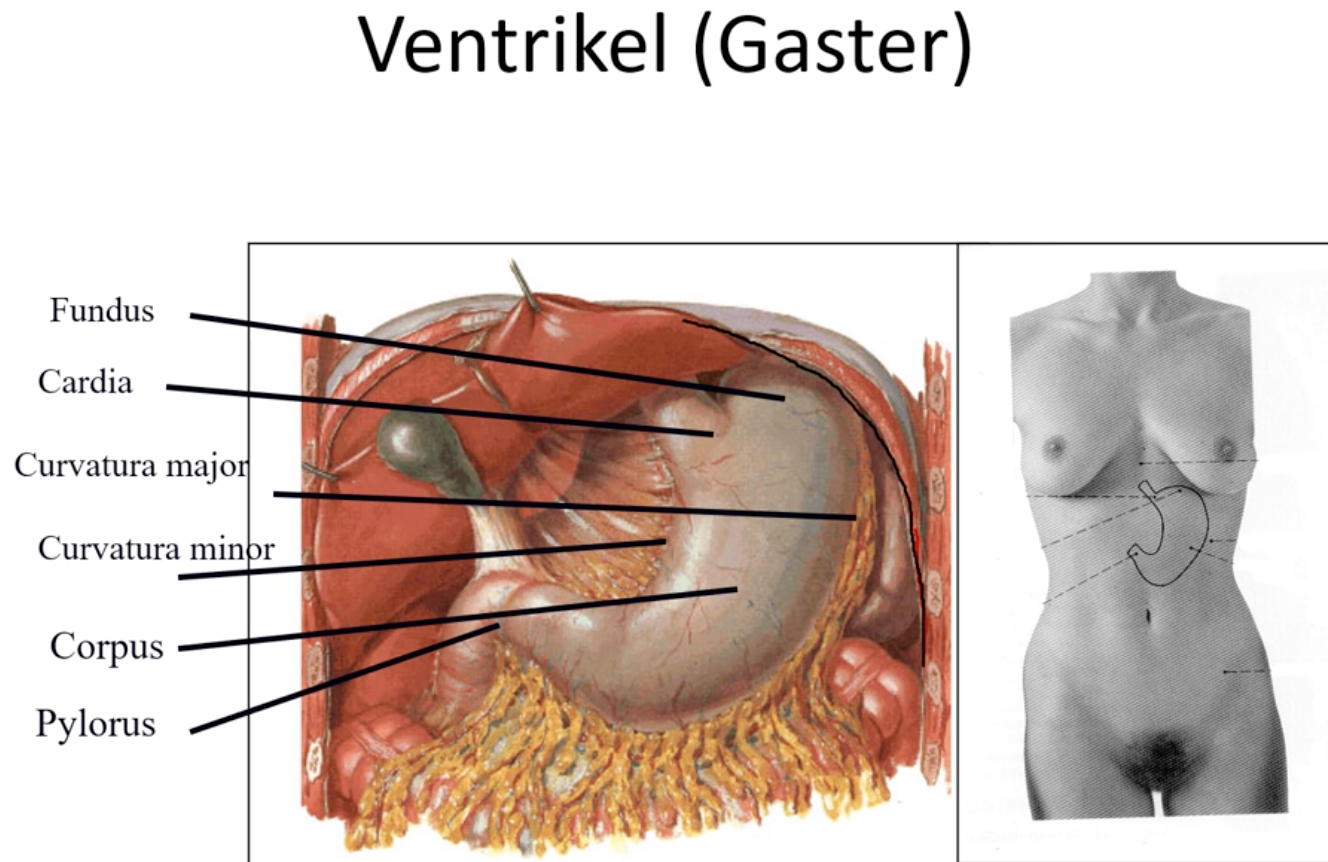 Ventrikel (Gaster)
Fundus
Cardia
Curvatura major
Curvatura minor
Corpus
Pylorus